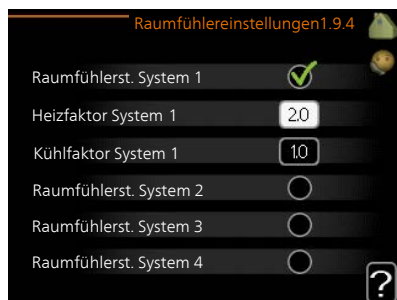 Raumfühlereinstellungen1.9.4
Raumfühlerst. System 1
Heizfaktor System 1 2.0
Kühlfaktor System 1 1.0
Raumfühlerst. System 2
Raumfühlerst. System 3
Raumfühlerst. System 4
?